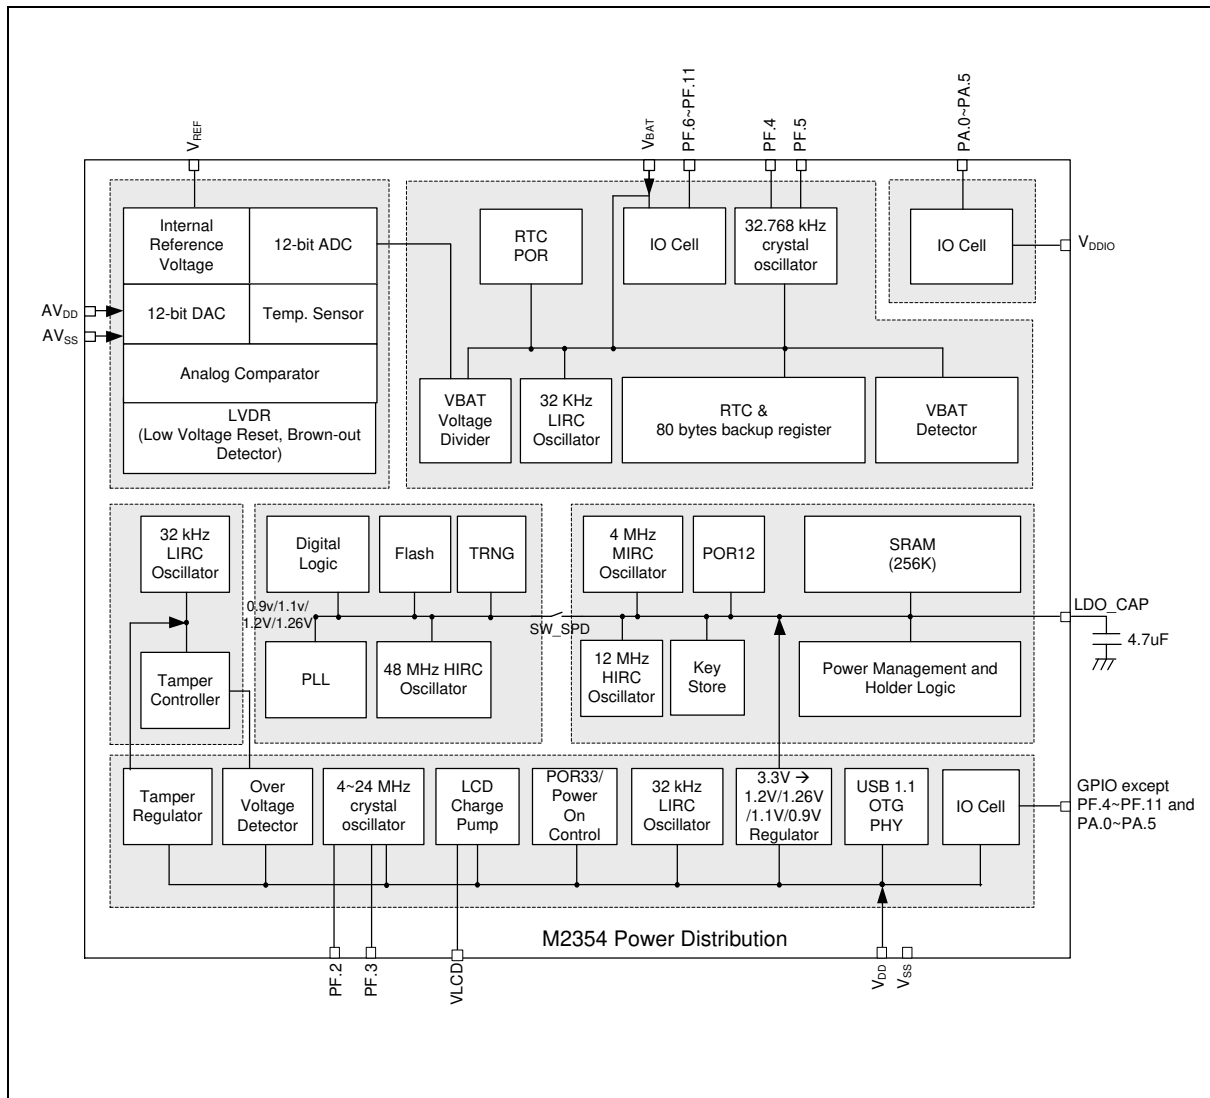 V_REF
V_BAT
PF.6~PF.11
PF.4
PF.5
PA.0~PA.5
Internal
Reference
Voltage
12-bit ADC
12-bit DAC
Temp. Sensor
Analog Comparator
LVDR
(Low Voltage Reset, Brown-out
Detector)
AV_DD
AV_SS
RTC
POR
IO Cell
32.768 kHz
crystal
oscillator
IO Cell
V_DDIO
VBAT
Voltage
Divider
32 KHz
LIRC
Oscillator
RTC &
80 bytes backup register
VBAT
Detector
32 kHz
LIRC
Oscillator
Tamper
Controller
Digital
Logic
Flash
TRNG
0.9v/1.1v/
1.2V/1.26V
PLL
48 MHz HIRC
Oscillator
SW_SPD
4 MHz
MIRC
Oscillator
POR12
SRAM
(256K)
12 MHz
HIRC
Oscillator
Key
Store
Power Management and
Holder Logic
LDO_CAP
4.7uF
Tamper
Regulator
Over
Voltage
Detector
4~24 MHz
crystal
oscillator
LCD
Charge
Pump
POR33/
Power
On
Control
32 kHz
LIRC
Oscillator
3.3V →
1.2V/1.26V
/1.1V/0.9V
Regulator
USB 1.1
OTG
PHY
IO Cell
GPIO except
PF.4~PF.11 and
PA.0~PA.5
M2354 Power Distribution
PF.2
PF.3
VLCD
V_DD
V_SS